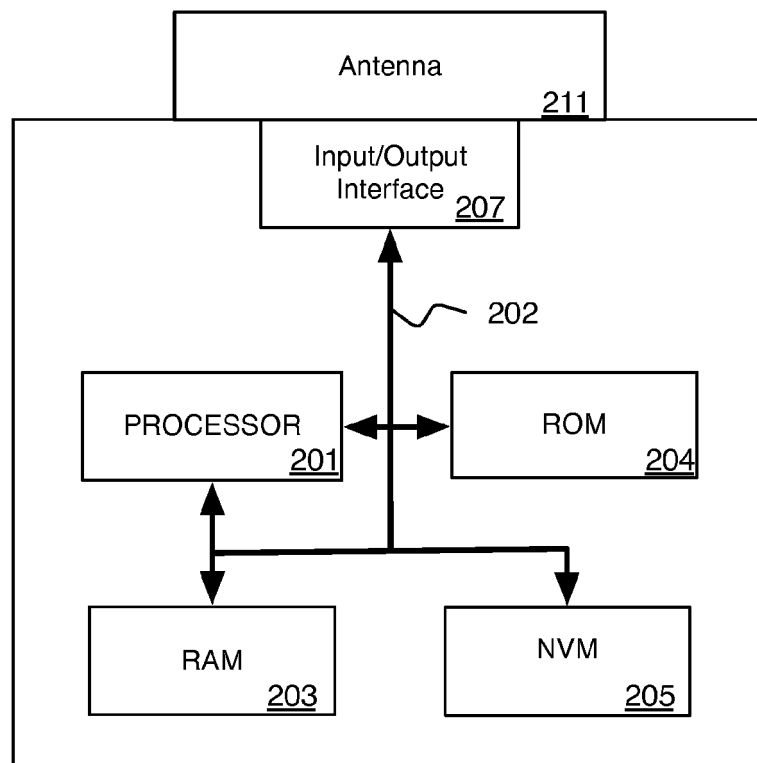 Antenna
211
Input/Output
Interface
207
202
PROCESSOR
201
ROM
204
RAM
203
NVM
205